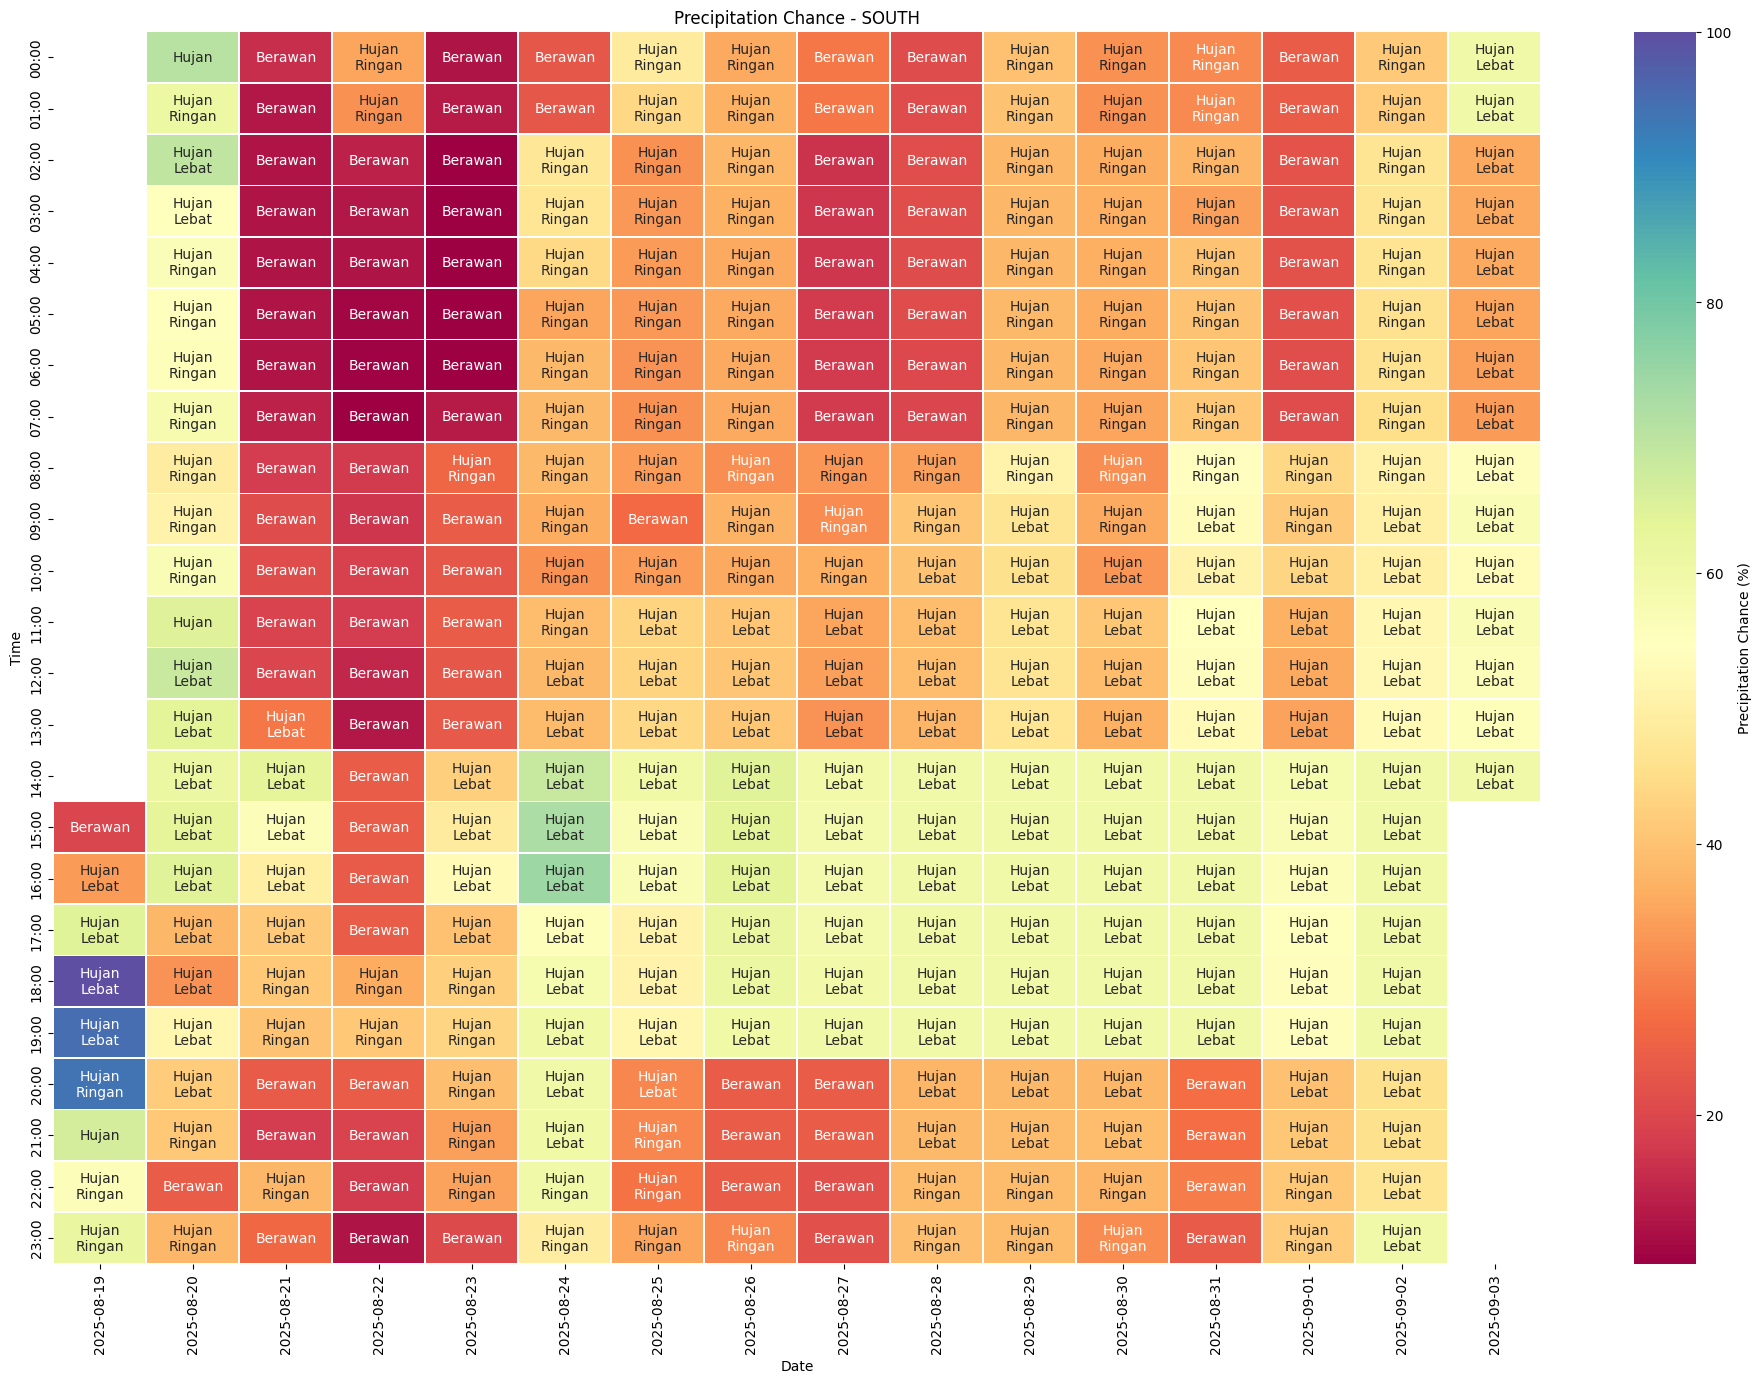 Precipitation Chance - SOUTH
00:00 Hujan Berawan Hujan Ringan Berawan Berawan Hujan Ringan Hujan Ringan Berawan Berawan Hujan Ringan Hujan Ringan Hujan Ringan Berawan Hujan Ringan Hujan Lebat
01:00 Hujan Ringan Berawan Hujan Ringan Berawan Berawan Hujan Ringan Hujan Ringan Berawan Berawan Hujan Ringan Hujan Ringan Hujan Ringan Berawan Hujan Ringan Hujan Lebat
02:00 Hujan Lebat Berawan Berawan Berawan Hujan Ringan Hujan Ringan Hujan Ringan Berawan Berawan Hujan Ringan Hujan Ringan Hujan Ringan Berawan Hujan Ringan Hujan Lebat
03:00 Hujan Lebat Berawan Berawan Berawan Hujan Ringan Hujan Ringan Hujan Ringan Berawan Berawan Hujan Ringan Hujan Ringan Hujan Ringan Berawan Hujan Ringan Hujan Lebat
04:00 Hujan Ringan Berawan Berawan Berawan Hujan Ringan Hujan Ringan Hujan Ringan Berawan Berawan Hujan Ringan Hujan Ringan Hujan Ringan Berawan Hujan Ringan Hujan Lebat
05:00 Hujan Ringan Berawan Berawan Berawan Hujan Ringan Hujan Ringan Hujan Ringan Berawan Berawan Hujan Ringan Hujan Ringan Hujan Ringan Berawan Hujan Ringan Hujan Lebat
06:00 Hujan Ringan Berawan Berawan Berawan Hujan Ringan Hujan Ringan Hujan Ringan Berawan Berawan Hujan Ringan Hujan Ringan Hujan Ringan Berawan Hujan Ringan Hujan Lebat
07:00 Hujan Ringan Berawan Berawan Berawan Hujan Ringan Hujan Ringan Hujan Ringan Berawan Berawan Hujan Ringan Hujan Ringan Hujan Ringan Berawan Hujan Ringan Hujan Lebat
08:00 Hujan Ringan Berawan Berawan Hujan Ringan Hujan Ringan Hujan Ringan Hujan Ringan Hujan Ringan Hujan Ringan Hujan Ringan Hujan Ringan Hujan Ringan Hujan Ringan Hujan Ringan Hujan Lebat
09:00 Hujan Ringan Berawan Berawan Berawan Hujan Ringan Berawan Hujan Ringan Hujan Ringan Hujan Ringan Hujan Lebat Hujan Ringan Hujan Lebat Hujan Ringan Hujan Lebat Hujan Lebat
10:00 Hujan Ringan Berawan Berawan Berawan Hujan Ringan Hujan Ringan Hujan Ringan Hujan Ringan Hujan Lebat Hujan Lebat Hujan Lebat Hujan Lebat Hujan Lebat Hujan Lebat Hujan Lebat
11:00 Hujan Berawan Berawan Berawan Hujan Ringan Hujan Lebat Hujan Lebat Hujan Lebat Hujan Lebat Hujan Lebat Hujan Lebat Hujan Lebat Hujan Lebat Hujan Lebat Hujan Lebat
12:00 Hujan Lebat Berawan Berawan Berawan Hujan Lebat Hujan Lebat Hujan Lebat Hujan Lebat Hujan Lebat Hujan Lebat Hujan Lebat Hujan Lebat Hujan Lebat Hujan Lebat Hujan Lebat
13:00 Hujan Lebat Hujan Lebat Berawan Berawan Hujan Lebat Hujan Lebat Hujan Lebat Hujan Lebat Hujan Lebat Hujan Lebat Hujan Lebat Hujan Lebat Hujan Lebat Hujan Lebat Hujan Lebat
14:00 Hujan Lebat Hujan Lebat Berawan Hujan Lebat Hujan Lebat Hujan Lebat Hujan Lebat Hujan Lebat Hujan Lebat Hujan Lebat Hujan Lebat Hujan Lebat Hujan Lebat Hujan Lebat Hujan Lebat
15:00 Berawan Hujan Lebat Hujan Lebat Berawan Hujan Lebat Hujan Lebat Hujan Lebat Hujan Lebat Hujan Lebat Hujan Lebat Hujan Lebat Hujan Lebat Hujan Lebat Hujan Lebat Hujan Lebat
16:00 Hujan Lebat Hujan Lebat Hujan Lebat Berawan Hujan Lebat Hujan Lebat Hujan Lebat Hujan Lebat Hujan Lebat Hujan Lebat Hujan Lebat Hujan Lebat Hujan Lebat Hujan Lebat Hujan Lebat
17:00 Hujan Lebat Hujan Lebat Hujan Lebat Berawan Hujan Lebat Hujan Lebat Hujan Lebat Hujan Lebat Hujan Lebat Hujan Lebat Hujan Lebat Hujan Lebat Hujan Lebat Hujan Lebat Hujan Lebat
18:00 Hujan Lebat Hujan Lebat Hujan Ringan Hujan Ringan Hujan Ringan Hujan Lebat Hujan Lebat Hujan Lebat Hujan Lebat Hujan Lebat Hujan Lebat Hujan Lebat Hujan Lebat Hujan Lebat Hujan Lebat
19:00 Hujan Lebat Hujan Lebat Hujan Ringan Hujan Ringan Hujan Ringan Hujan Lebat Hujan Lebat Hujan Lebat Hujan Lebat Hujan Lebat Hujan Lebat Hujan Lebat Hujan Lebat Hujan Lebat Hujan Lebat
20:00 Hujan Ringan Hujan Lebat Berawan Berawan Hujan Ringan Hujan Lebat Hujan Lebat Berawan Berawan Hujan Lebat Hujan Lebat Hujan Lebat Berawan Hujan Lebat Hujan Lebat
21:00 Hujan Hujan Ringan Berawan Berawan Hujan Ringan Hujan Lebat Hujan Ringan Berawan Berawan Hujan Lebat Hujan Lebat Hujan Lebat Berawan Hujan Lebat Hujan Lebat
22:00 Hujan Ringan Berawan Hujan Ringan Berawan Hujan Ringan Hujan Ringan Hujan Ringan Berawan Berawan Hujan Ringan Hujan Ringan Hujan Ringan Berawan Hujan Ringan Hujan Lebat
23:00 Hujan Ringan Hujan Ringan Berawan Berawan Berawan Hujan Ringan Hujan Ringan Hujan Ringan Berawan Hujan Ringan Hujan Ringan Hujan Ringan Berawan Hujan Ringan Hujan Lebat
2025-08-19 2025-08-20 2025-08-21 2025-08-22 2025-08-23 2025-08-24 2025-08-25 2025-08-26 2025-08-27 2025-08-28 2025-08-29 2025-08-30 2025-08-31 2025-09-01 2025-09-02 2025-09-03
Date
Time
100
80
60
40
20
Precipitation Chance (%)